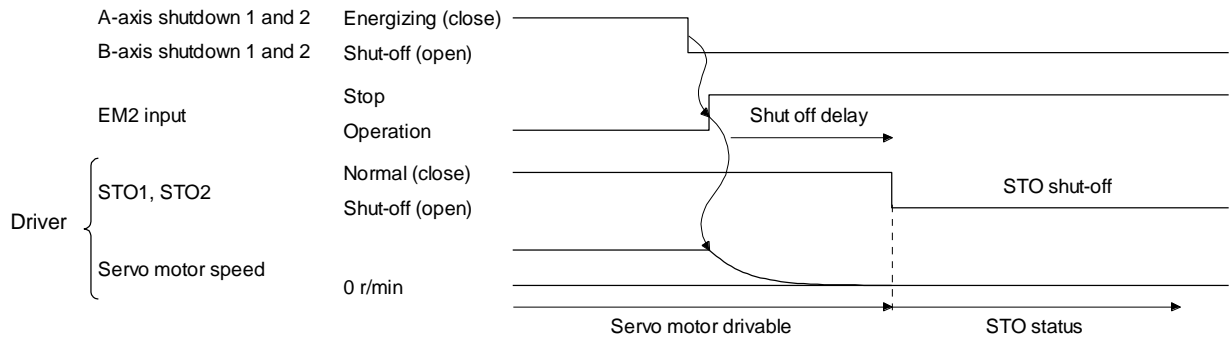 A-axis shutdown 1 and 2
Energizing (close)
B-axis shutdown 1 and 2
Shut-off (open)
EM2 input
Stop
Operation
Shut off delay
Driver
STO1, STO2
Normal (close)
Shut-off (open)
STO shut-off
Servo motor speed
0 r/min
Servo motor drivable
STO status